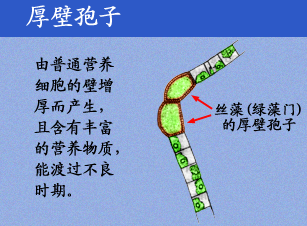 厚壁孢子
由普通营养
细胞的壁增
厚而产生，
且含有丰富
的营养物质，
能渡过不良
时期。
丝藻(绿藻门)
的厚壁孢子